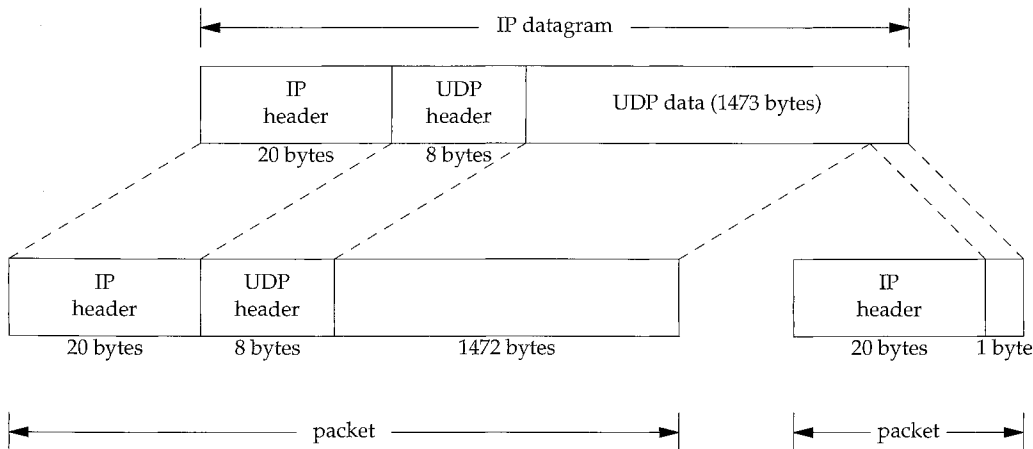 IP datagram
IP
header
UDP
header
UDP data (1473 bytes)
20 bytes
8 bytes
IP
header
UDP
header
IP
header
20 bytes
8 bytes
1472 bytes
20 bytes
1 byte
packet
packet